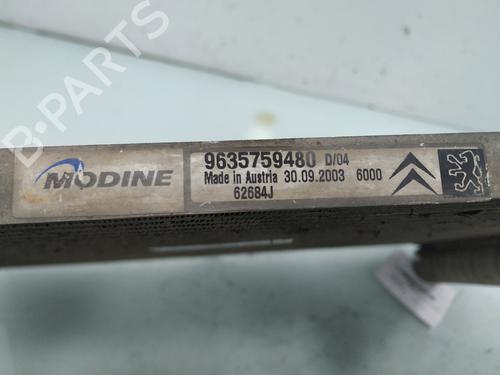 B-PARTS
MODINE
9635759480 D/04
Made in Austria 30.09.2003 6000
62684J